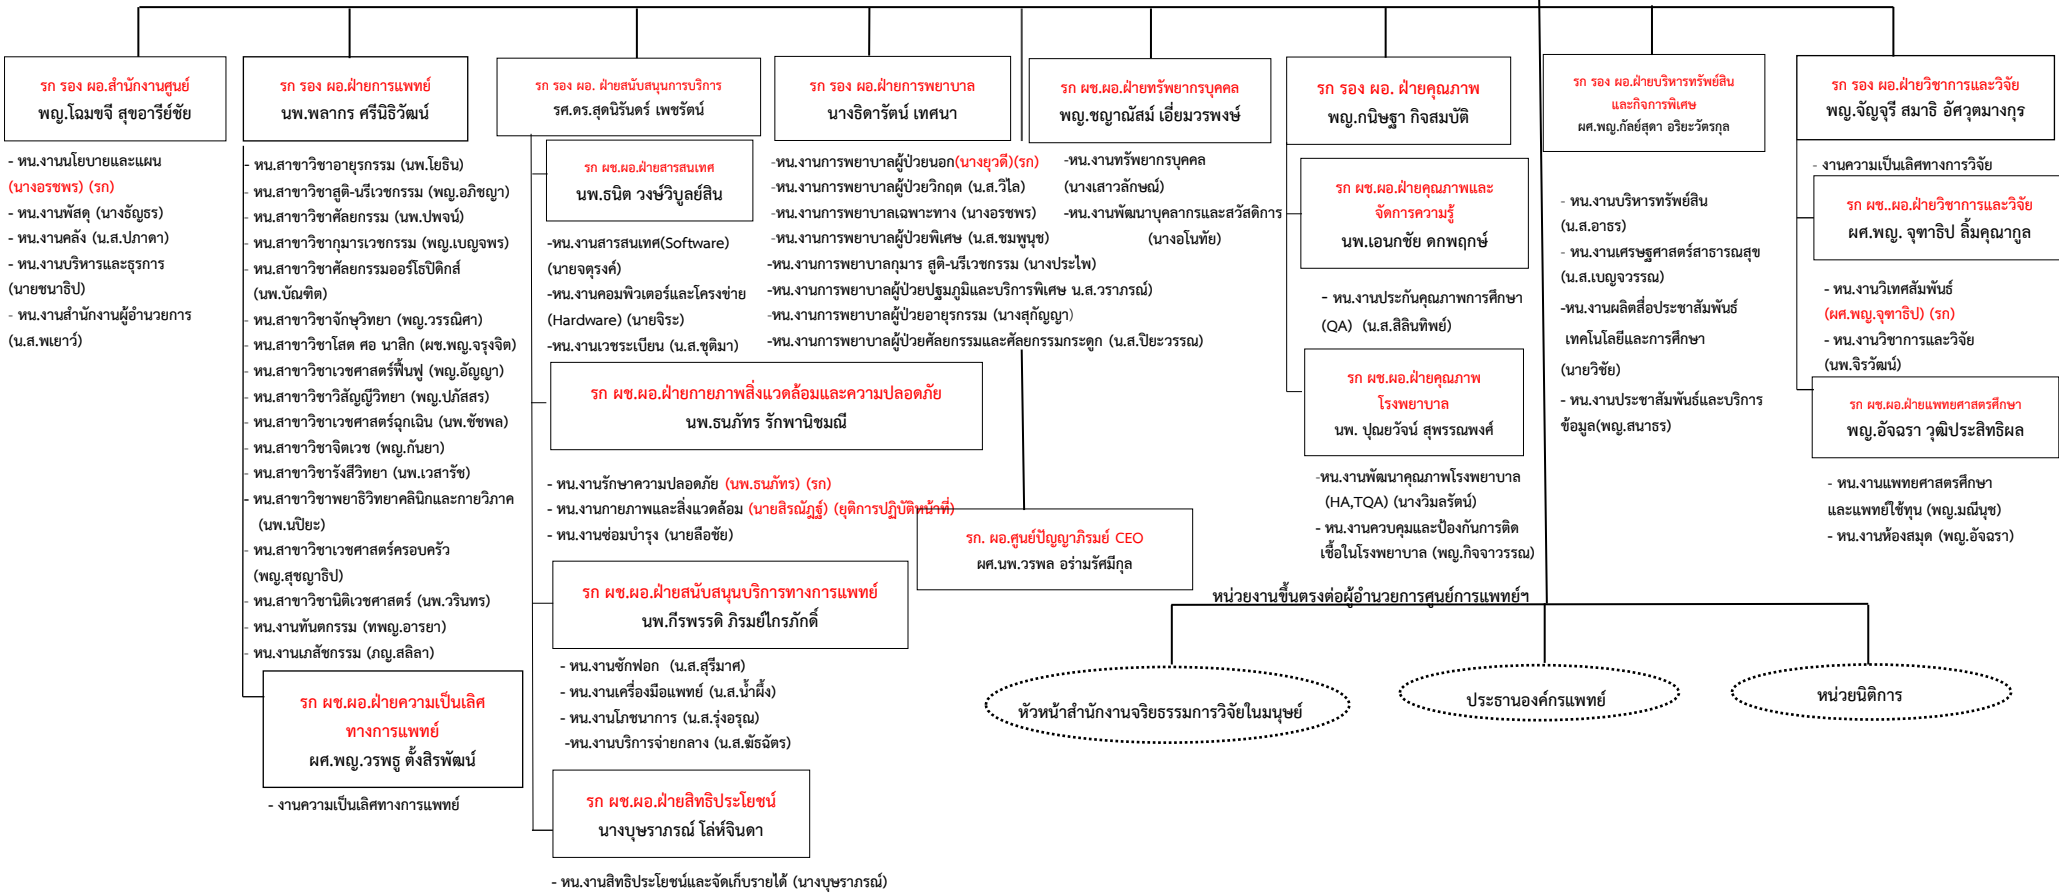 รก รอง ผอ.สำนักงานศูนย์
พญ.โฉมขจี สุขอารีย์ชัย
- หน.งานนโยบายและแผน
(นางอรชพร) (รก)
- หน.งานพัสดุ (นางธัญธร)
- หน.งานคลัง (น.ส.ปภาดา)
- หน.งานบริหารและธุรการ
(นายชนาธิป)
- หน.งานสำนักงานผู้อำนวยการ
(น.ส.พเยาว์)
รก รอง ผอ.ฝ่ายการแพทย์
นพ.พลากร ศรีนิธิวัฒน์
- หน.สาขาวิชาอายุรกรรม (นพ.โยธิน)
- หน.สาขาวิชาสูติ-นรีเวชกรรม (พญ.อภิชญา)
- หน.สาขาวิชาศัลยกรรม (นพ.ปพจน์)
- หน.สาขาวิชากุมารเวชกรรม (พญ.เบญจพร)
- หน.สาขาวิชาศัลยกรรมออร์โธปิดิกส์
(นพ.บัณฑิต)
- หน.สาขาวิชาจักษุวิทยา (พญ.วรรณิศา)
- หน.สาขาวิชาโสต ศอ นาสิก (ผช.พญ.จรุงจิต)
- หน.สาขาวิชาเวชศาสตร์ฟื้นฟู (พญ.อัญญา)
- หน.สาขาวิชาวิสัญญีวิทยา (พญ.ปภัสสร)
- หน.สาขาวิชาเวชศาสตร์ฉุกเฉิน (นพ.ชัชพล)
- หน.สาขาวิชาจิตเวช (พญ.กันยา)
- หน.สาขาวิชารังสีวิทยา (นพ.เวสารัช)
- หน.สาขาวิชาพยาธิวิทยาคลินิกและกายวิภาค
(นพ.นปิยะ)
- หน.สาขาวิชาเวชศาสตร์ครอบครัว
(พญ.สุชญาธิป)
- หน.สาขาวิชานิติเวชศาสตร์ (นพ.วรินทร)
- หน.งานทันตกรรม (ทพญ.อารยา)
- หน.งานเภสัชกรรม (ภญ.สลิลา)
รก ผช.ผอ.ฝ่ายความเป็นเลิศ
ทางการแพทย์
ผศ.พญ.วรพธู ตั้งสิรพัฒน์
- งานความเป็นเลิศทางการแพทย์
รก รอง ผอ. ฝ่ายสนับสนุนการบริการ
รศ.ดร.สุดนิรันดร์ เพชรัตน์
รก ผช.ผอ.ฝ่ายสารสนเทศ
นพ.ธนิต วงษ์วิบูลย์สิน
-หน.งานสารสนเทศ(Software)
(นายจตุรงค์)
-หน.งานคอมพิวเตอร์และโครงข่าย
(Hardware) (นายจิระ)
-หน.งานเวชระเบียน (น.ส.ชุติมา)
รก ผช.ผอ.ฝ่ายกายภาพสิ่งแวดล้อมและความปลอดภัย
นพ.ธนภัทร รักพานิชมณี
- หน.งานรักษาความปลอดภัย (นพ.ธนภัทร) (รก)
- หน.งานกายภาพและสิ่งแวดล้อม (นายสิรณัฏฐ์) (ยุติการปฏิบัติหน้าที่)
- หน.งานซ่อมบำรุง (นายลือชัย)
รก ผช.ผอ.ฝ่ายสนับสนุนบริการทางการแพทย์
นพ.กีรพรรดิ ภิรมย์ไกรภักดิ์
- หน.งานซักฟอก (น.ส.สุรีมาศ)
- หน.งานเครื่องมือแพทย์ (น.ส.น้ำผึ้ง)
- หน.งานโภชนาการ (น.ส.รุ่งอรุณ)
-หน.งานบริการจ่ายกลาง (น.ส.ฆัธฉัตร)
รก ผช.ผอ.ฝ่ายสิทธิประโยชน์
นางบุษราภรณ์ โล่ห์จินดา
- หน.งานสิทธิประโยชน์และจัดเก็บรายได้ (นางบุษราภรณ์)
รก รอง ผอ.ฝ่ายการพยาบาล
นางธิดารัตน์ เทศนา
-หน.งานการพยาบาลผู้ป่วยนอก(นางยุวดี)(รก)
-หน.งานการพยาบาลผู้ป่วยวิกฤต (น.ส.วิไล)
-หน.งานการพยาบาลเฉพาะทาง (นางอรชพร)
-หน.งานการพยาบาลผู้ป่วยพิเศษ (น.ส.ชมพูนุช)
-หน.งานการพยาบาลกุมาร สูติ-นรีเวชกรรม (นางประไพ)
-หน.งานการพยาบาลผู้ป่วยปฐมภูมิและบริการพิเศษ น.ส.วราภรณ์)
-หน.งานการพยาบาลผู้ป่วยอายุรกรรม (นางสุกัญญา)
-หน.งานการพยาบาลผู้ป่วยศัลยกรรมและศัลยกรรมกระดูก (น.ส.ปิยะวรรณ)
รก. ผอ.ศูนย์ปัญญาภิรมย์ CEO
ผศ.นพ.วรพล อร่ามรัศมีกุล
รก ผช.ผอ.ฝ่ายทรัพยากรบุคคล
พญ.ชญาณัสม์ เอี่ยมวรพงษ์
-หน.งานทรัพยากรบุคคล
(นางเสาวลักษณ์)
-หน.งานพัฒนาบุคลากรและสวัสดิการ
(นางอโนทัย)
รก รอง ผอ. ฝ่ายคุณภาพ
พญ.กนิษฐา กิจสมบัติ
รก ผช.ผอ.ฝ่ายคุณภาพและ
จัดการความรู้
นพ.เอนกชัย ดกพฤกษ์
- หน.งานประกันคุณภาพการศึกษา
(QA) (น.ส.สิลินทิพย์)
รก ผช.ผอ.ฝ่ายคุณภาพ
โรงพยาบาล
นพ. ปุณยวัจน์ สุพรรณพงศ์
-หน.งานพัฒนาคุณภาพโรงพยาบาล
(HA,TQA) (นางวิมลรัตน์)
- หน.งานควบคุมและป้องกันการติด
เชื้อในโรงพยาบาล (พญ.กิจจาวรรณ)
รก รอง ผอ.ฝ่ายบริหารทรัพย์สิน
และกิจการพิเศษ
ผศ.พญ.กัลย์สุดา อริยะวัตรกุล
- หน.งานบริหารทรัพย์สิน
(น.ส.อาธร)
- หน.งานเศรษฐศาสตร์สาธารณสุข
(น.ส.เบญจวรรณ)
-หน.งานผลิตสื่อประชาสัมพันธ์
เทคโนโลยีและการศึกษา
(นายวิชัย)
- หน.งานประชาสัมพันธ์และบริการ
ข้อมูล(พญ.สนาธร)
รก รอง ผอ.ฝ่ายวิชาการและวิจัย
พญ.จัญจุรี สมาธิ อัศวุตมางกุร
- งานความเป็นเลิศทางการวิจัย
รก ผช..ผอ.ฝ่ายวิชาการและวิจัย
ผศ.พญ. จุฑาธิป ลิ้มคุณากูล
- หน.งานวิเทศสัมพันธ์
(ผศ.พญ.จุฑาธิป) (รก)
- หน.งานวิชาการและวิจัย
(นพ.จิรวัฒน์)
รก ผช.ผอ.ฝ่ายแพทยศาสตรศึกษา
พญ.อัจฉรา วุฒิประสิทธิผล
- หน.งานแพทยศาสตรศึกษา
และแพทย์ใช้ทุน (พญ.มณีนุช)
- หน.งานห้องสมุด (พญ.อัจฉรา)
หน่วยงานขึ้นตรงต่อผู้อำนวยการศูนย์การแพทย์ฯ
หัวหน้าสำนักงานจริยธรรมการวิจัยในมนุษย์
ประธานองค์กรแพทย์
หน่วยนิติการ